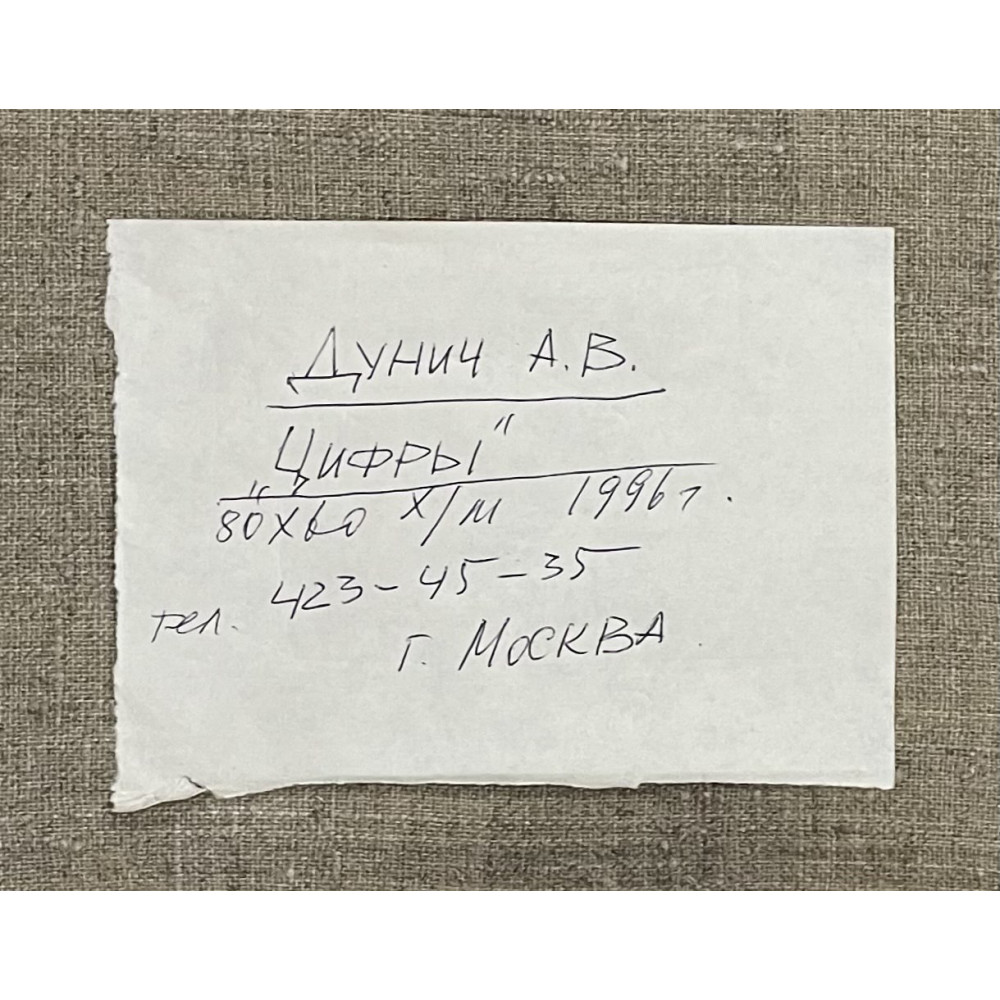 Дунич А.В.
„Цифры“
80х60 х/м 1996г.
тел. 423-45-35
г. Москва